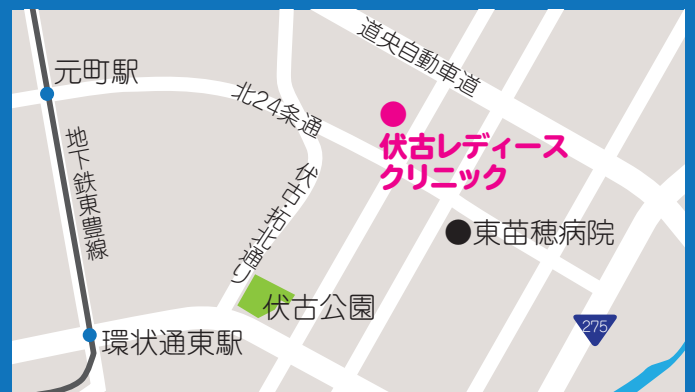 道央自動車道
元町駅
北24条通
伏古レディース
クリニック
地下鉄東豊線
伏古・拓北通り
東苗穂病院
伏古公園
275
環状通東駅